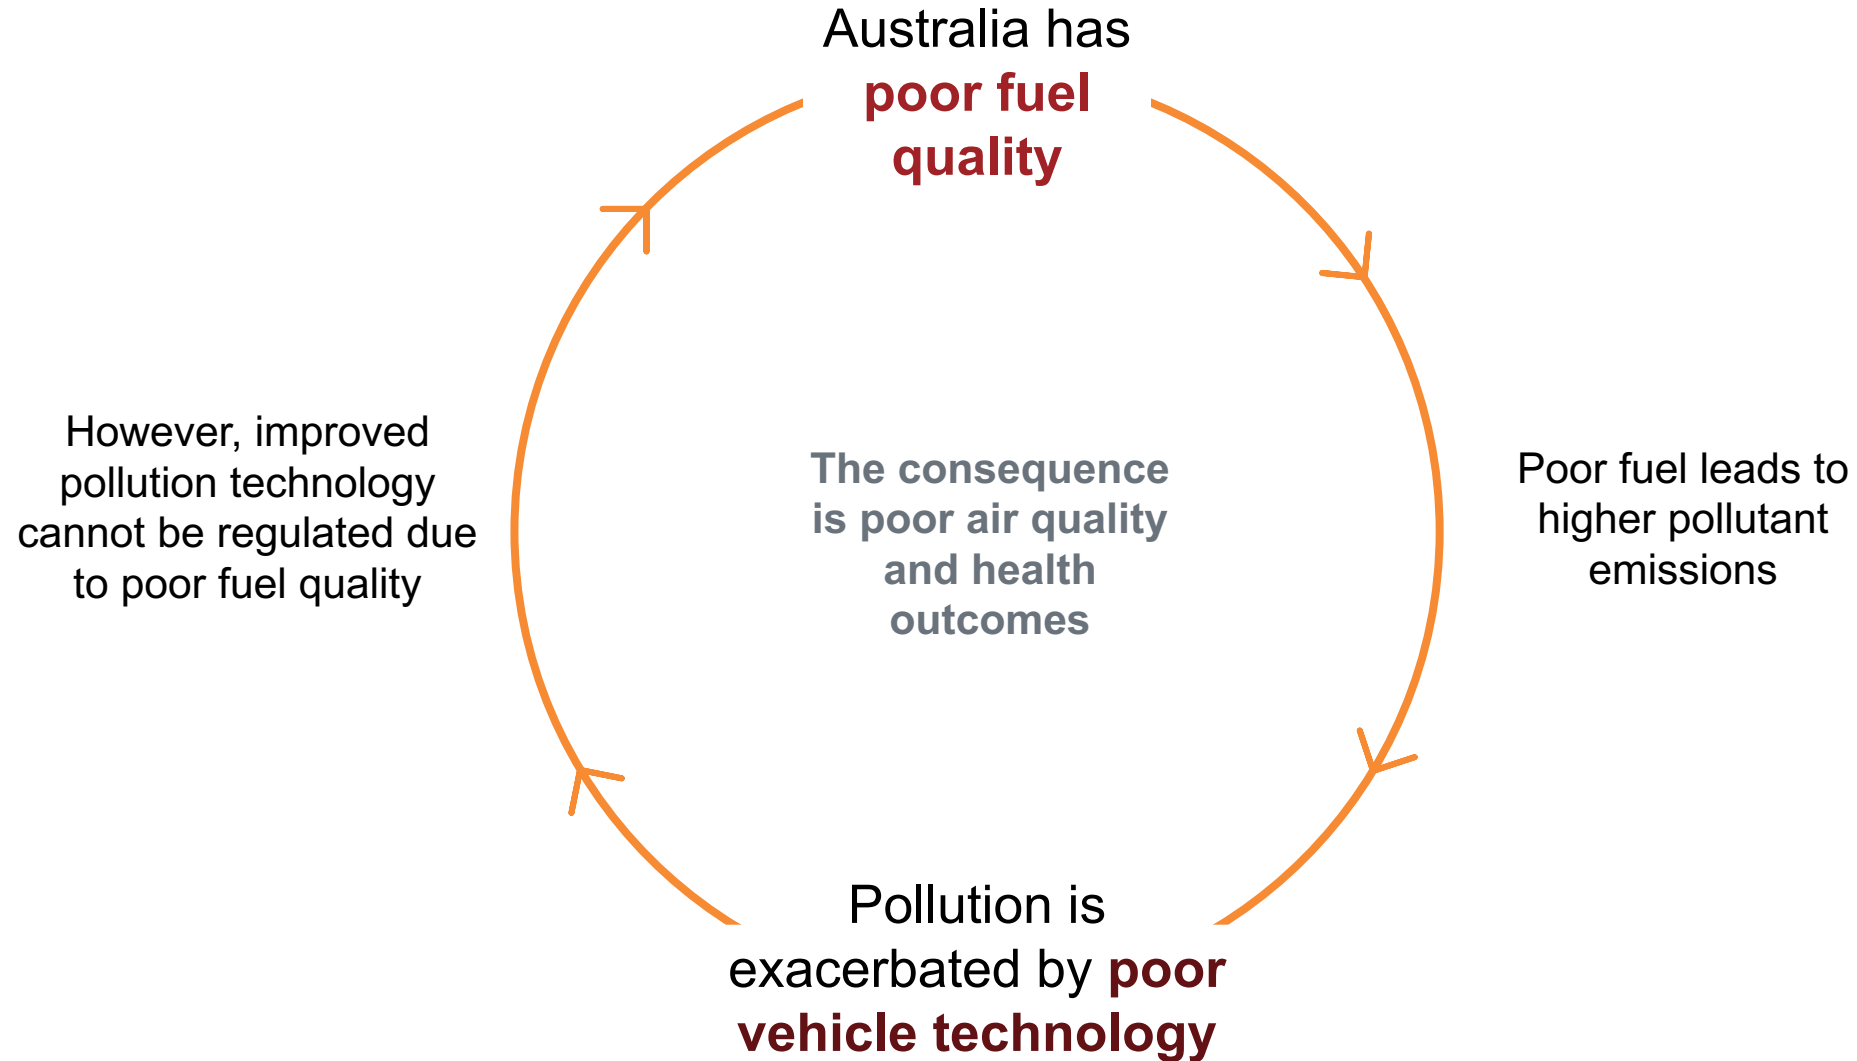 Australia has
poor fuel
quality
Poor fuel leads to
higher pollutant
emissions
Pollution is
exacerbated by poor
vehicle technology
However, improved
pollution technology
cannot be regulated due
to poor fuel quality
The consequence
is poor air quality
and health
outcomes